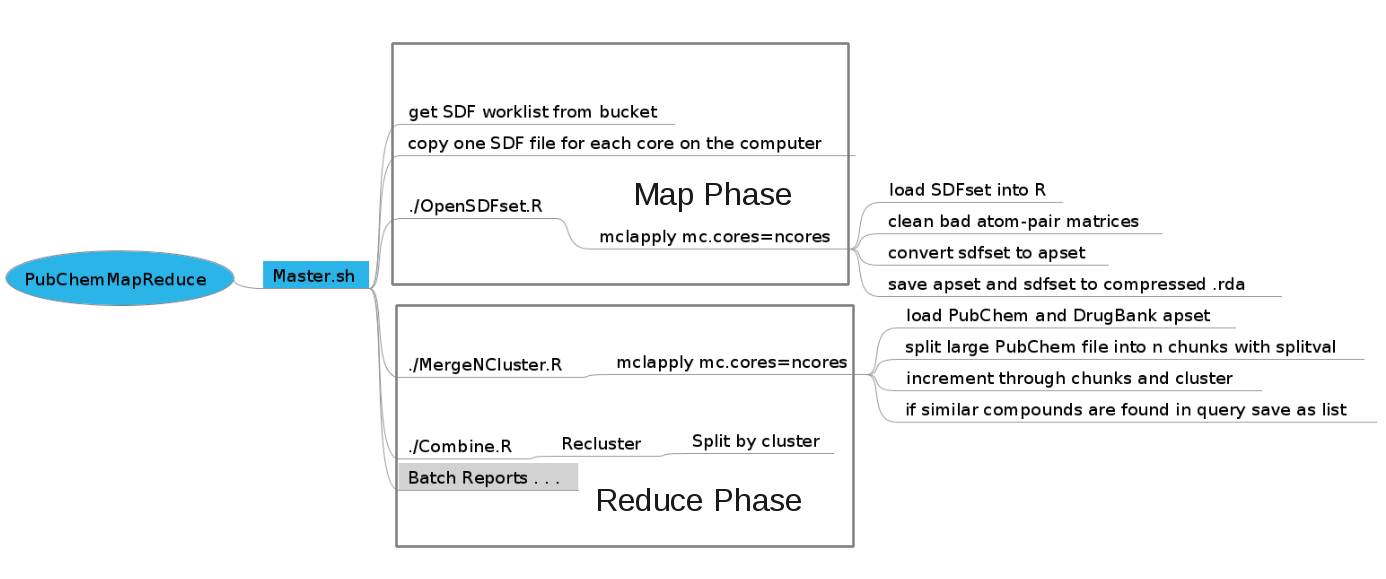 PubChemMapReduce
Master.sh
get SDF worklist from bucket
copy one SDF file for each core on the computer
./OpenSDFset.R
Map Phase
mclapply mc.cores=ncores
load SDFset into R
clean bad atom-pair matrices
convert sdfset to apset
save apset and sdfset to compressed .rda
./MergeNCluster.R
mclapply mc.cores=ncores
load PubChem and DrugBank apset
split large PubChem file into n chunks with splitval
increment through chunks and cluster
if similar compounds are found in query save as list
./Combine.R
Recluster
Split by cluster
Batch Reports . . .
Reduce Phase